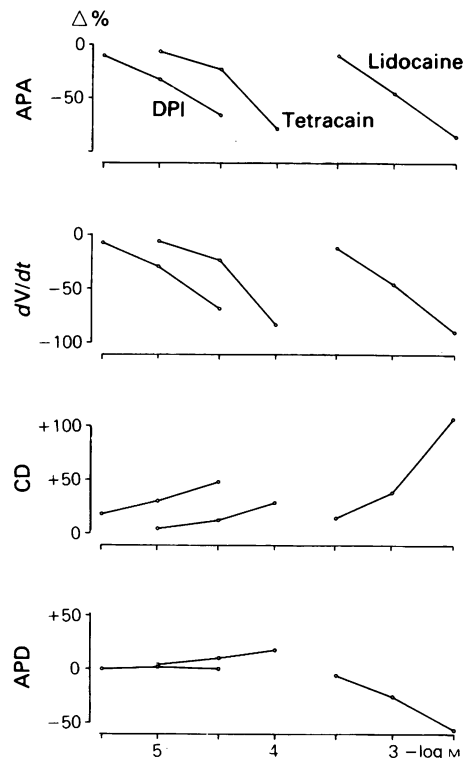 Δ%
0
−50
APA
DPI
Tetracain
Lidocaine
0
−50
−100
dV/dt
+100
+50
0
CD
+50
0
−50
APD
5 4 3 −log M